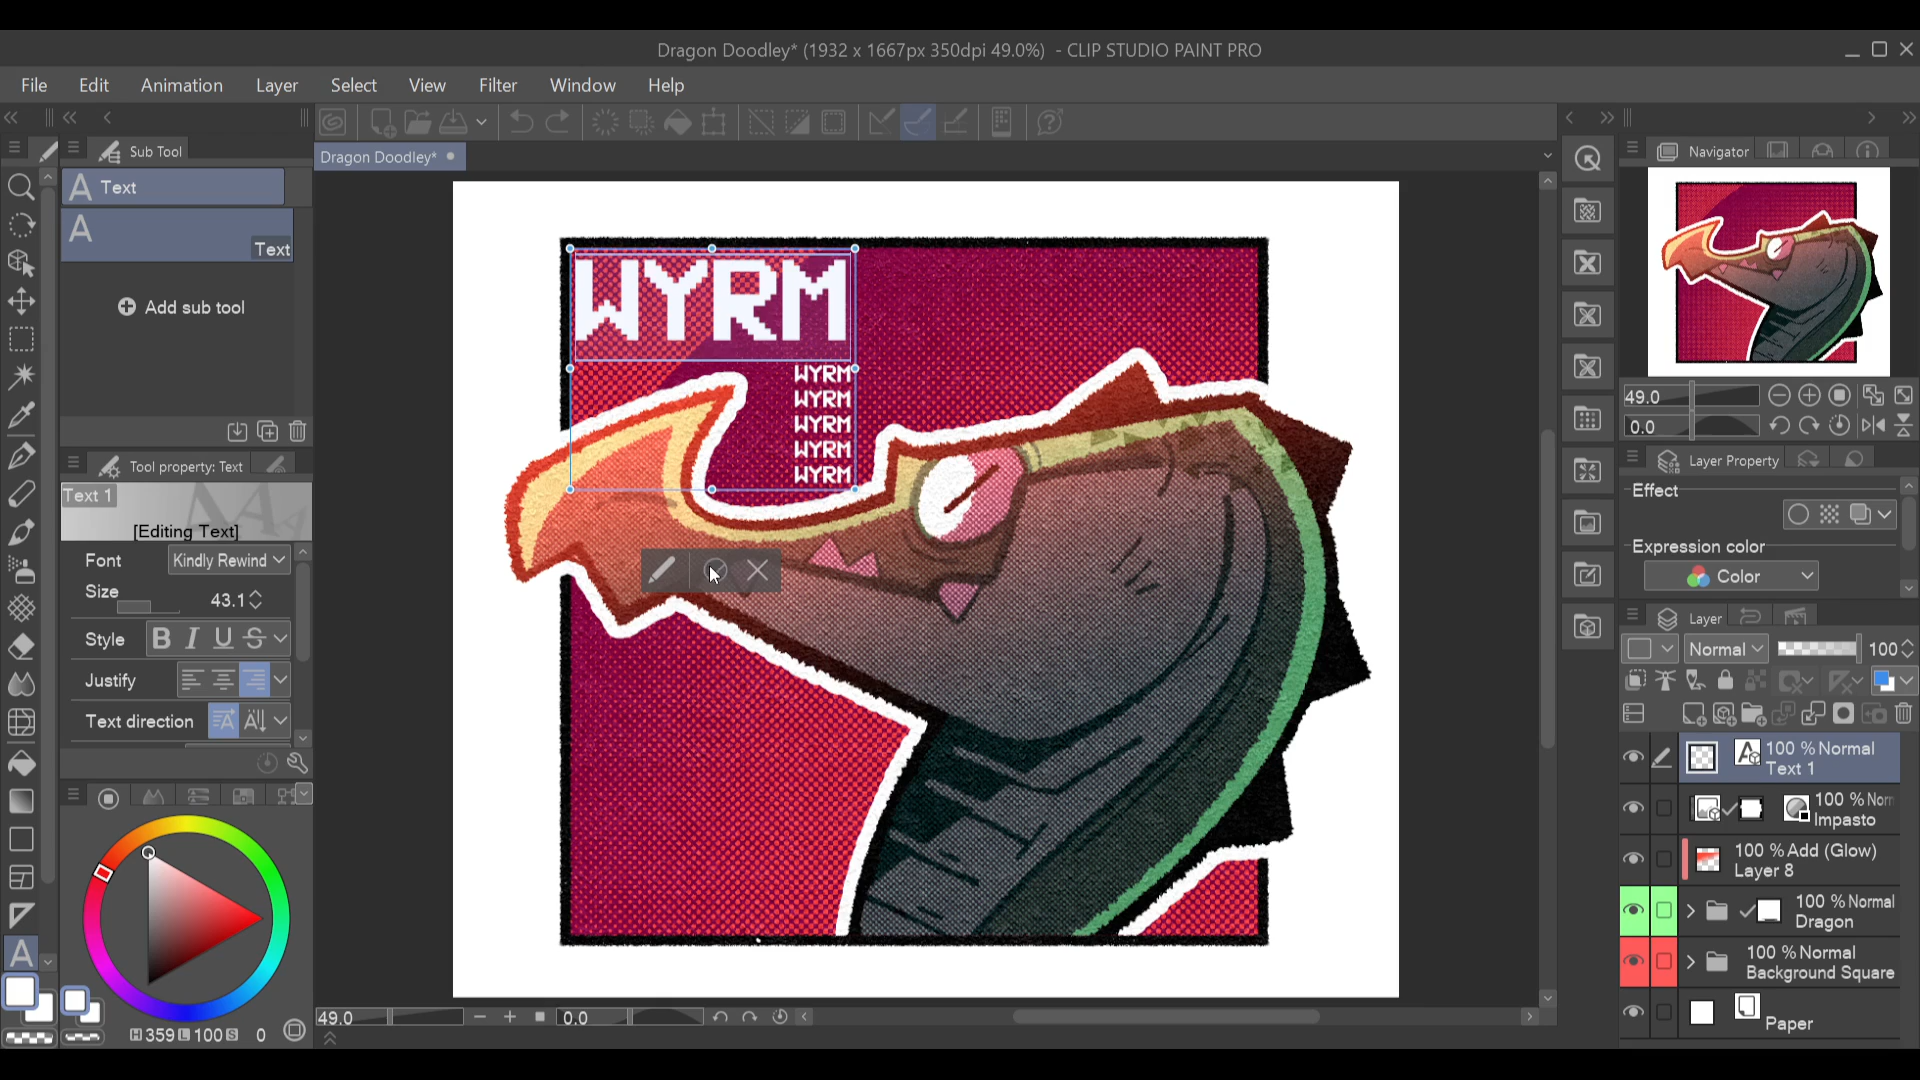 Dragon Doodley* (1932 x 1667px 350dpi 49.0%) - CLIP STUDIO PAINT PRO
File Edit Animation Layer Select View Filter Window Help
Sub Tool
Dragon Doodley*
Navigator
A Text
A
Text
Add sub tool
WYRM
WYRM
WYRM
WYRM
WYRM
WYRM
49.0
0.0
Tool property: Text
Text 1
[Editing Text]
Font Kindly Rewind
Size 43.1
Style B I U S
Justify
Text direction
Layer Property
Effect
Expression color
Color
Layer
Normal 100
100 % Normal
Text 1
100 % Norm
Impasto
100 % Add (Glow)
Layer 8
100 % Normal
Dragon
100 % Normal
Background Square
Paper
A
H 359 L 100 S 0
49.0 0.0